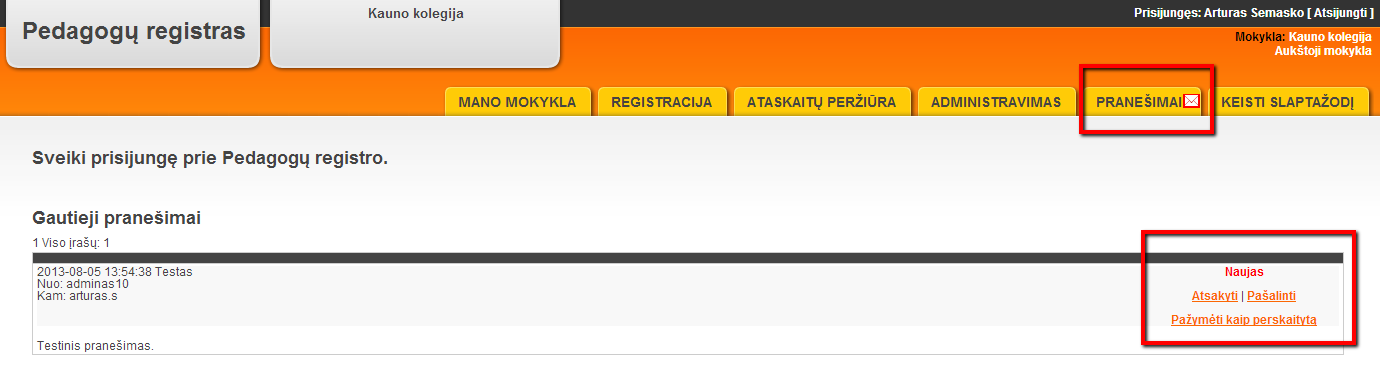 Pedagogų registras
Kauno kolegija
Prisijungęs: Arturas Semasko [ Atsijungti ]
Mokykla: Kauno kolegija
Aukštoji mokykla
MANO MOKYKLA REGISTRACIJA ATASKAITŲ PERŽIŪRA ADMINISTRAVIMAS PRANEŠIMAI KEISTI SLAPTAŽODĮ
Sveiki prisijungę prie Pedagogų registro.
Gautieji pranešimai
1 Viso įrašų: 1
2013-08-05 13:54:38 Testas
Nuo: adminas10
Kam: arturas.s
Naujas
Atsakyti | Pašalinti
Pažymėti kaip perskaitytą
Testinis pranešimas.